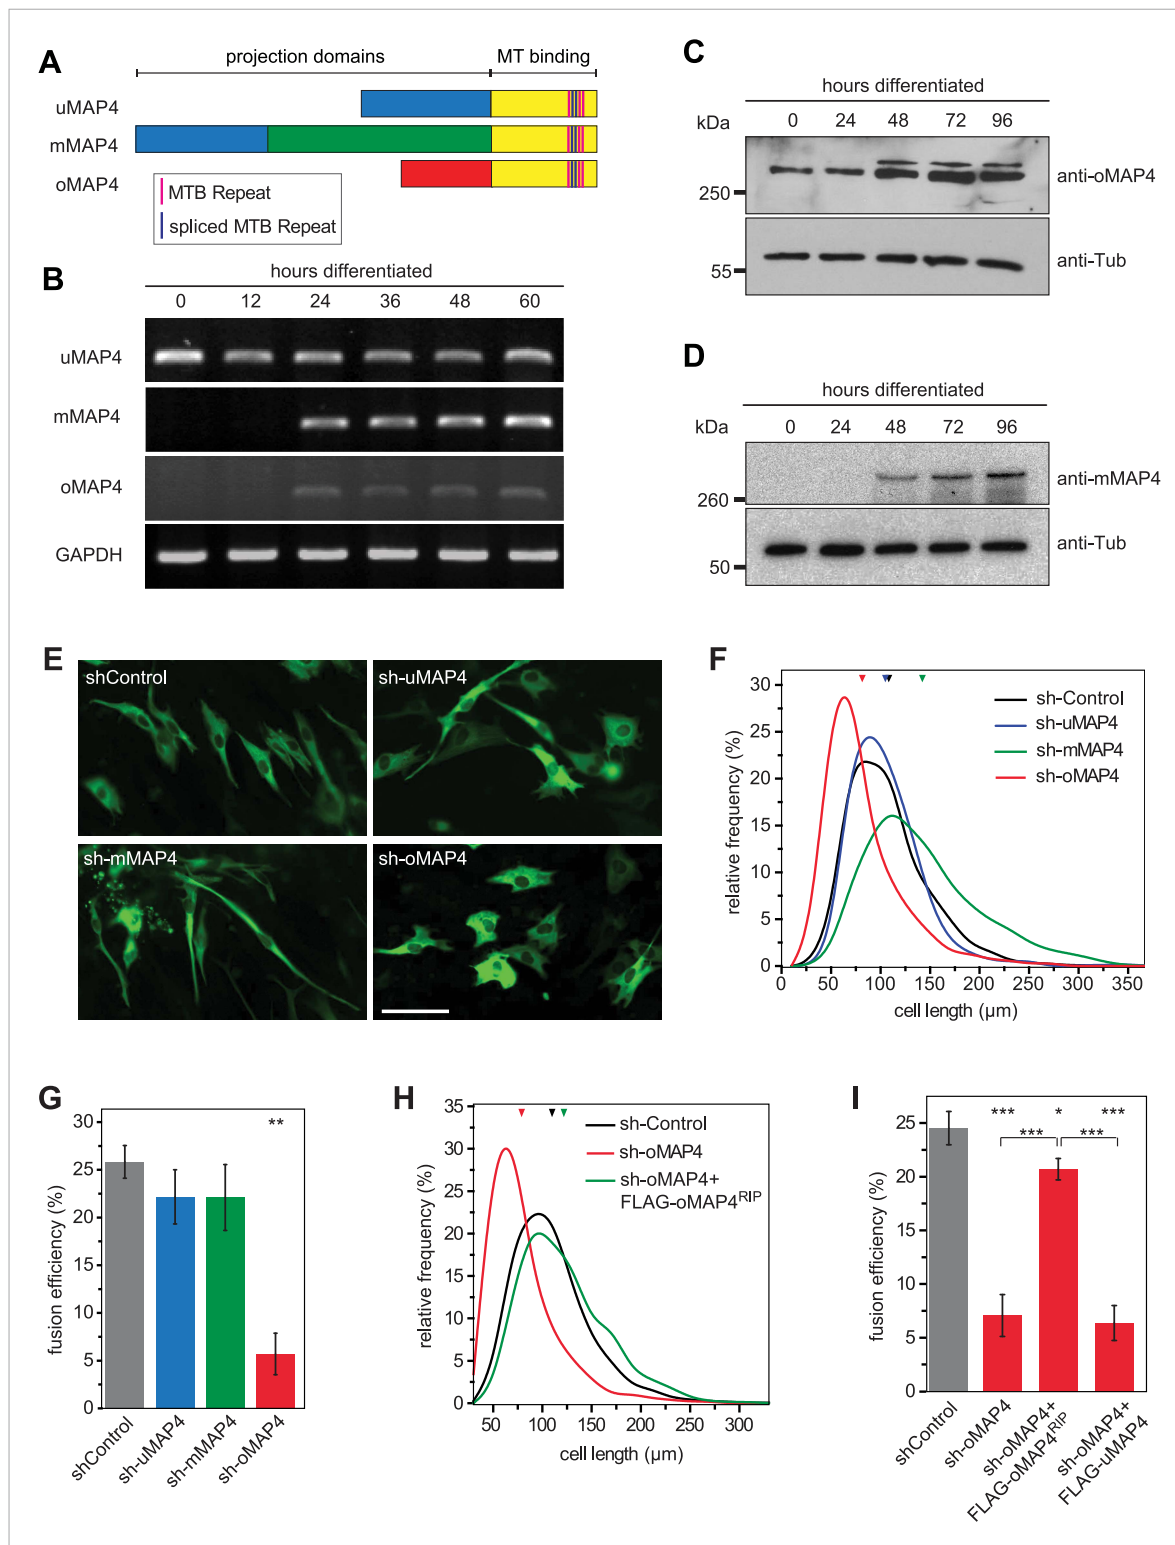 A
projection domains
MT binding
uMAP4
mMAP4
oMAP4
MTB Repeat
spliced MTB Repeat
B
hours differentiated
0 12 24 36 48 60
uMAP4
mMAP4
oMAP4
GAPDH
C
hours differentiated
kDa 0 24 48 72 96
250
anti-oMAP4
55
anti-Tub
D
hours differentiated
kDa 0 24 48 72 96
260
anti-mMAP4
50
anti-Tub
E
shControl
sh-uMAP4
sh-mMAP4
sh-oMAP4
F
relative frequency (%)
30
25
20
15
10
5
0
0 50 100 150 200 250 300 350
cell length (µm)
sh-Control
sh-uMAP4
sh-mMAP4
sh-oMAP4
G
fusion efficiency (%)
30
25
20
15
10
5
0
**
shControl
sh-uMAP4
sh-mMAP4
sh-oMAP4
H
relative frequency (%)
35
30
25
20
15
10
5
0
50 100 150 200 250 300
cell length (µm)
sh-Control
sh-oMAP4
sh-oMAP4+
FLAG-oMAP4RIP
I
fusion efficiency (%)
25
20
15
10
5
0
*** * ***
*** ***
shControl
sh-oMAP4
sh-oMAP4+
FLAG-oMAP4RIP
sh-oMAP4+
FLAG-uMAP4